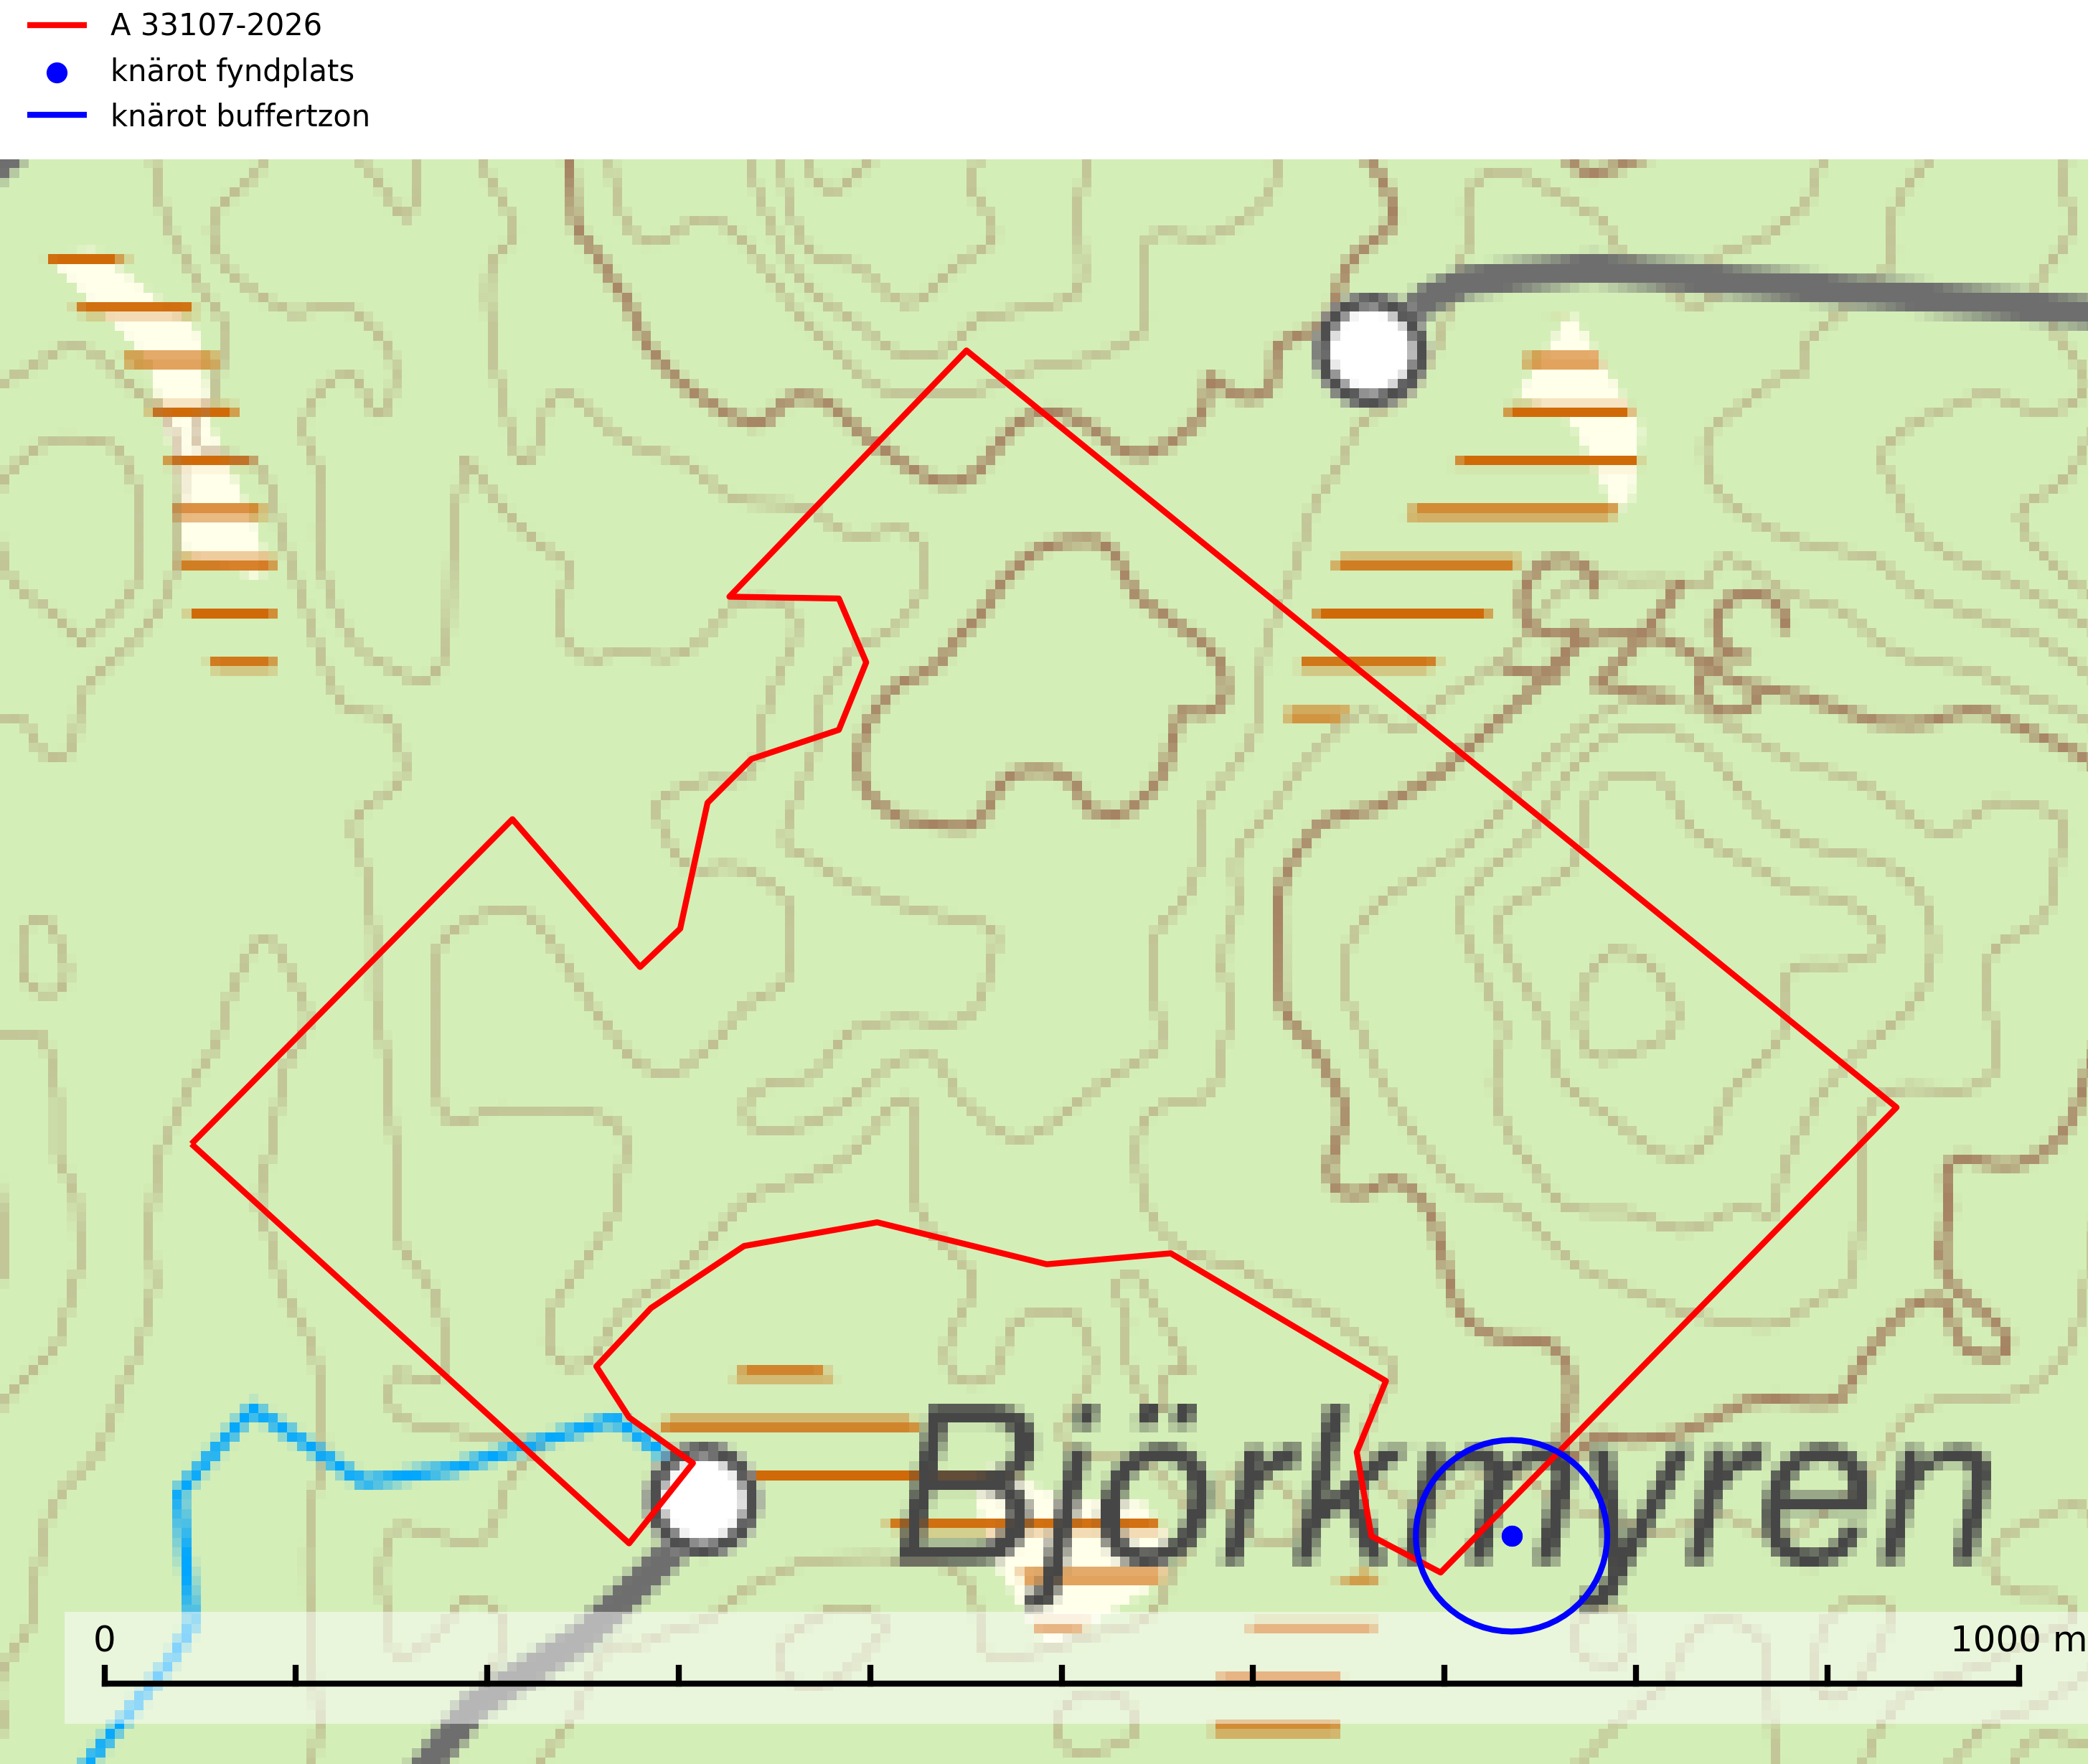 A 33107-2026
knärot fyndplats
knärot buffertzon
Björkmyren
0 1000 m